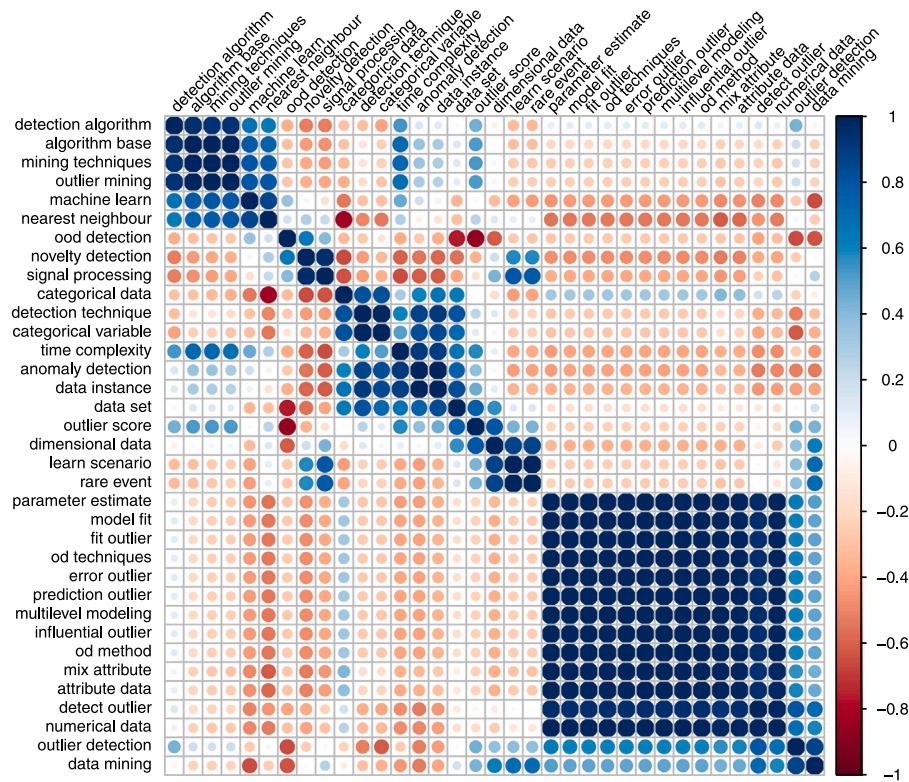 detection algorithm
algorithm base
mining techniques
outlier mining
machine learn
nearest neighbour
ood detection
novelty detection
signal processing
categorical data
detection technique
categorical variable
time complexity
anomaly detection
data instance
data set
outlier score
dimensional data
learn scenario
rare event
parameter estimate
model fit
fit outlier
od techniques
error outlier
prediction outlier
multilevel modeling
influential outlier
od method
mix attribute
attribute data
detect outlier
numerical data
outlier detection
data mining
detection algorithm
algorithm base
mining techniques
outlier mining
machine learn
nearest neighbour
ood detection
novelty detection
signal processing
categorical data
detection technique
categorical variable
time complexity
anomaly detection
data instance
data set
outlier score
dimensional data
learn scenario
rare event
parameter estimate
model fit
fit outlier
od techniques
error outlier
prediction outlier
multilevel modeling
influential outlier
od method
mix attribute
attribute data
detect outlier
numerical data
outlier detection
data mining
1
0.8
0.6
0.4
0.2
0
−0.2
−0.4
−0.6
−0.8
−1